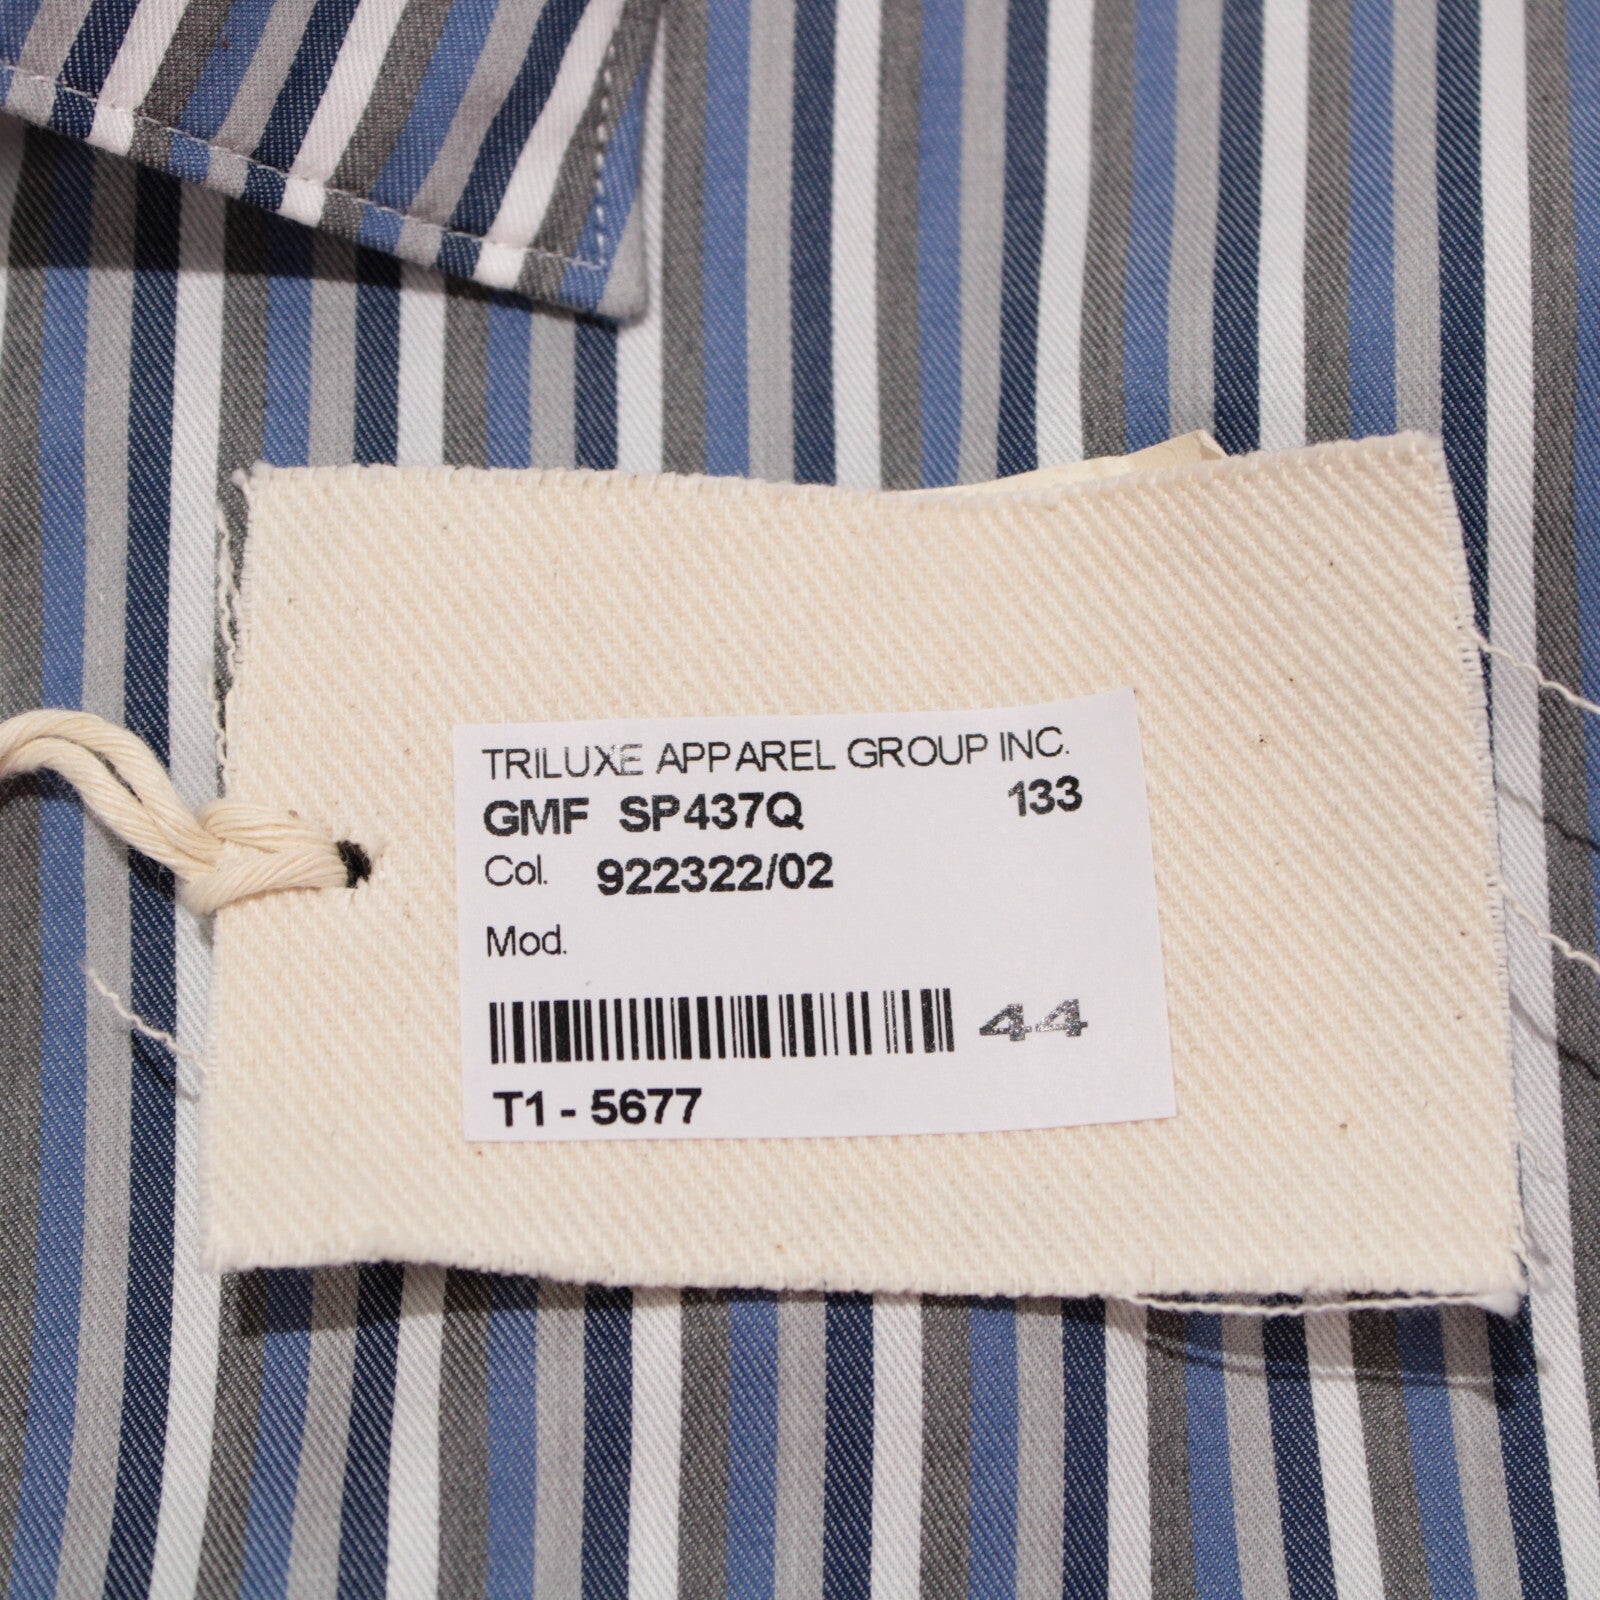 TRILUXE APPAREL GROUP INC.
GMF SP437Q 133
Col. 922322/02
Mod.
44
T1 - 5677